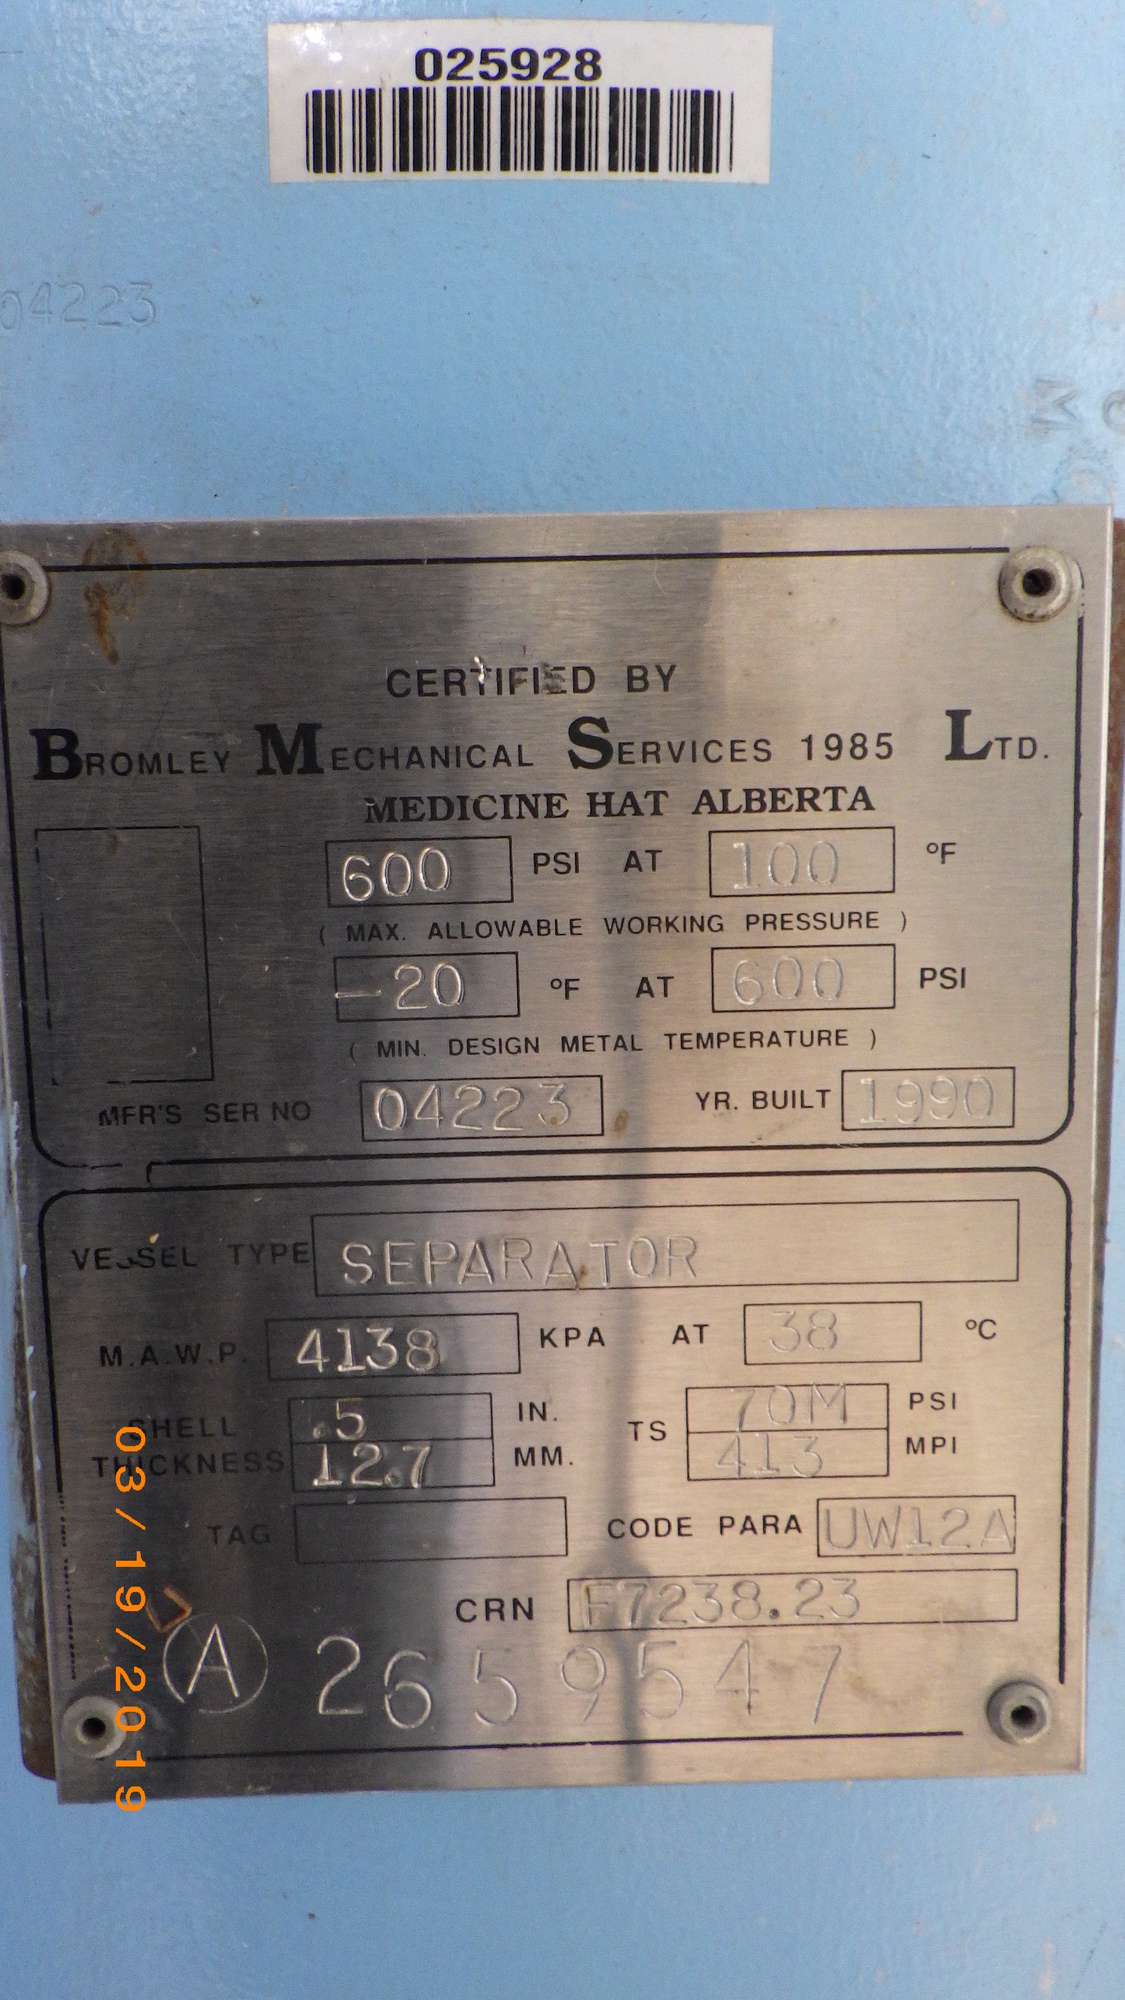 025928
04223
CERTIFIED BY
BROMLEY MECHANICAL SERVICES 1985 LTD.
MEDICINE HAT ALBERTA
600 PSI AT 100 °F
( MAX. ALLOWABLE WORKING PRESSURE )
-20 °F AT 600 PSI
( MIN. DESIGN METAL TEMPERATURE )
MFR'S SER NO 04223 YR. BUILT 1990
VESSEL TYPE SEPARATOR
M.A.W.P. 4138 KPA AT 38 °C
SHELL THICKNESS .5 IN. TS 70M PSI
12.7 MM. 413 MPI
TAG CODE PARA UW12A
CRN F7238.23
A 2659547
03/19/2019